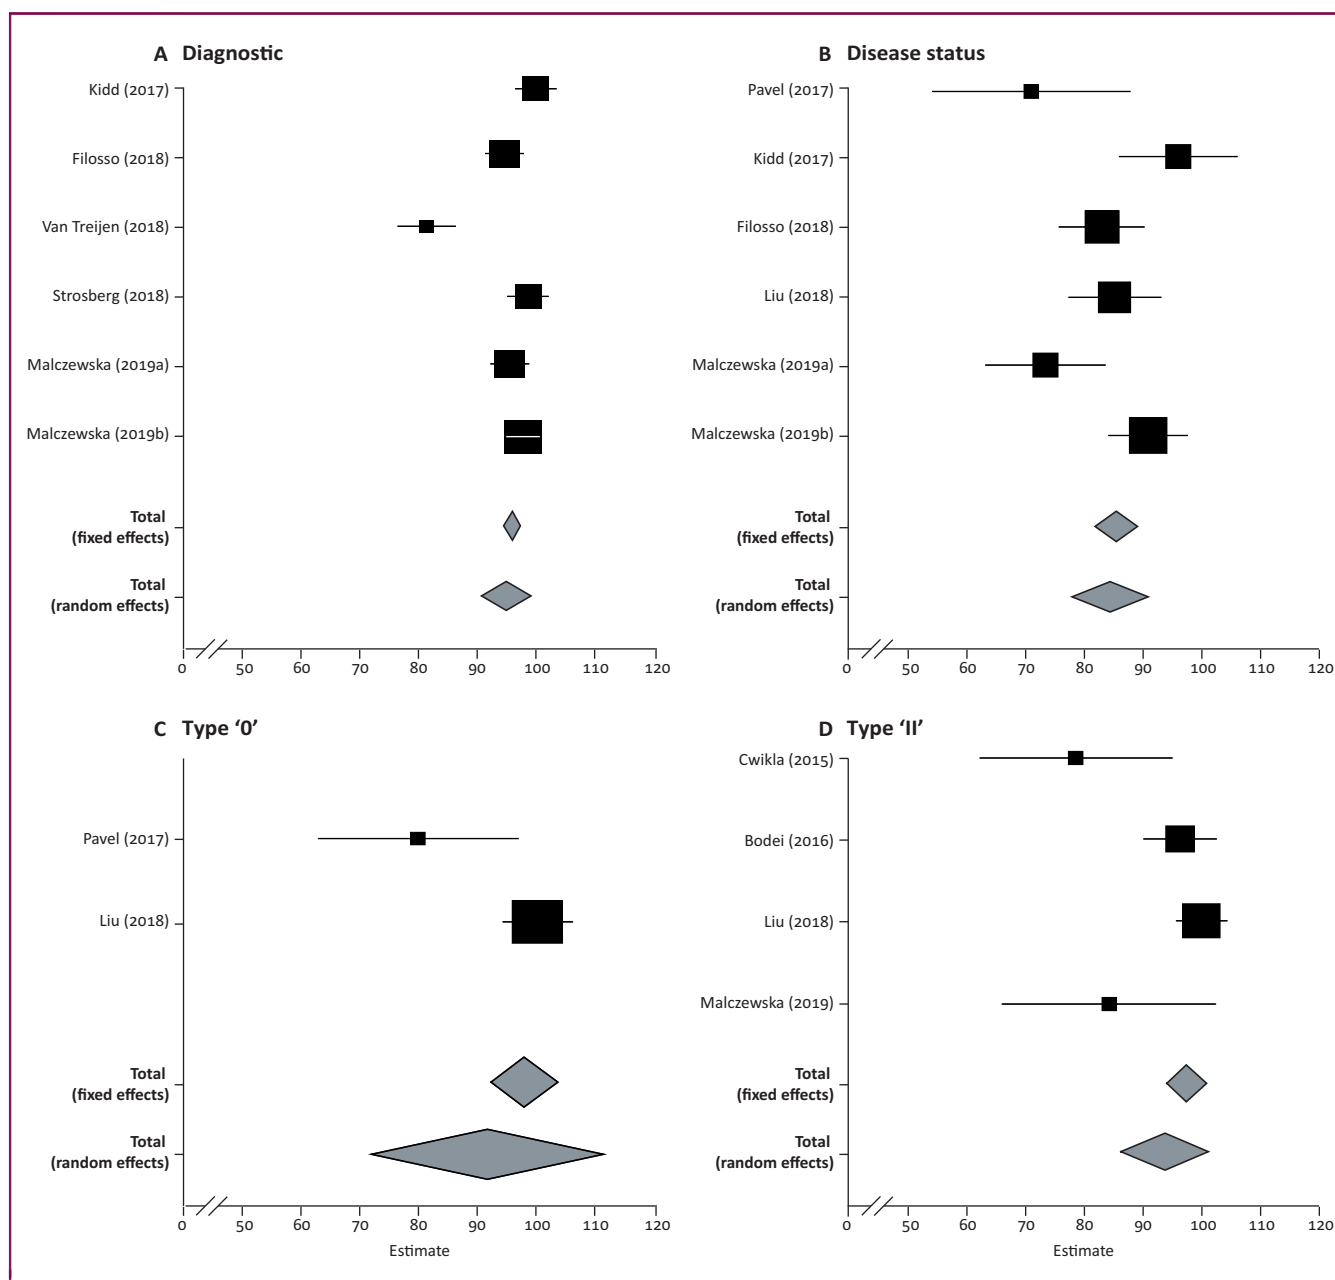 A Diagnostic
Kidd (2017)
Filosso (2018)
Van Treijen (2018)
Strosberg (2018)
Malczewska (2019a)
Malczewska (2019b)
Total
(fixed effects)
Total
(random effects)
0 50 60 70 80 90 100 110 120
B Disease status
Pavel (2017)
Kidd (2017)
Filosso (2018)
Liu (2018)
Malczewska (2019a)
Malczewska (2019b)
Total
(fixed effects)
Total
(random effects)
0 50 60 70 80 90 100 110 120
C Type ‘0’
Pavel (2017)
Liu (2018)
Total
(fixed effects)
Total
(random effects)
0 50 60 70 80 90 100 110 120
Estimate
D Type ‘II’
Cwikla (2015)
Bodei (2016)
Liu (2018)
Malczewska (2019)
Total
(fixed effects)
Total
(random effects)
0 50 60 70 80 90 100 110 120
Estimate